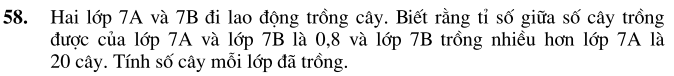 58. Hai lớp 7A và 7B đi lao động trồng cây. Biết rằng tỉ số giữa số cây trồng
được của lớp 7A và lớp 7B là 0,8 và lớp 7B trồng nhiều hơn lớp 7A là
20 cây. Tính số cây mỗi lớp đã trồng.